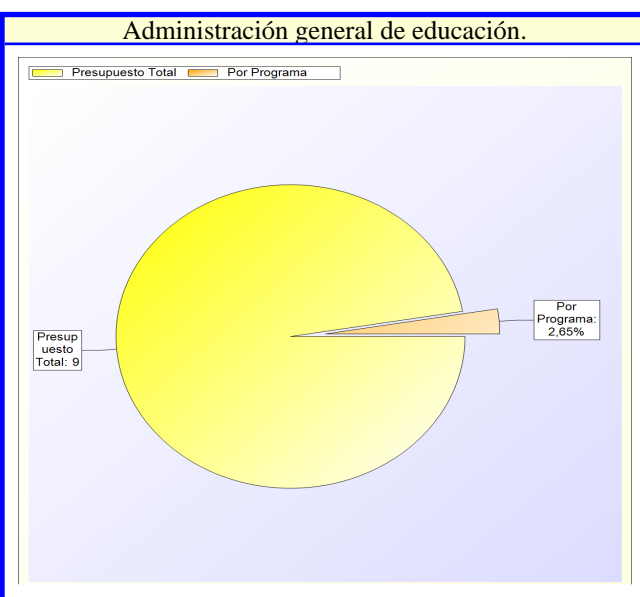 Administración general de educación.
Presupuesto Total Por Programa
Por
Programa:
2,65%
Presup
uesto
Total: 9